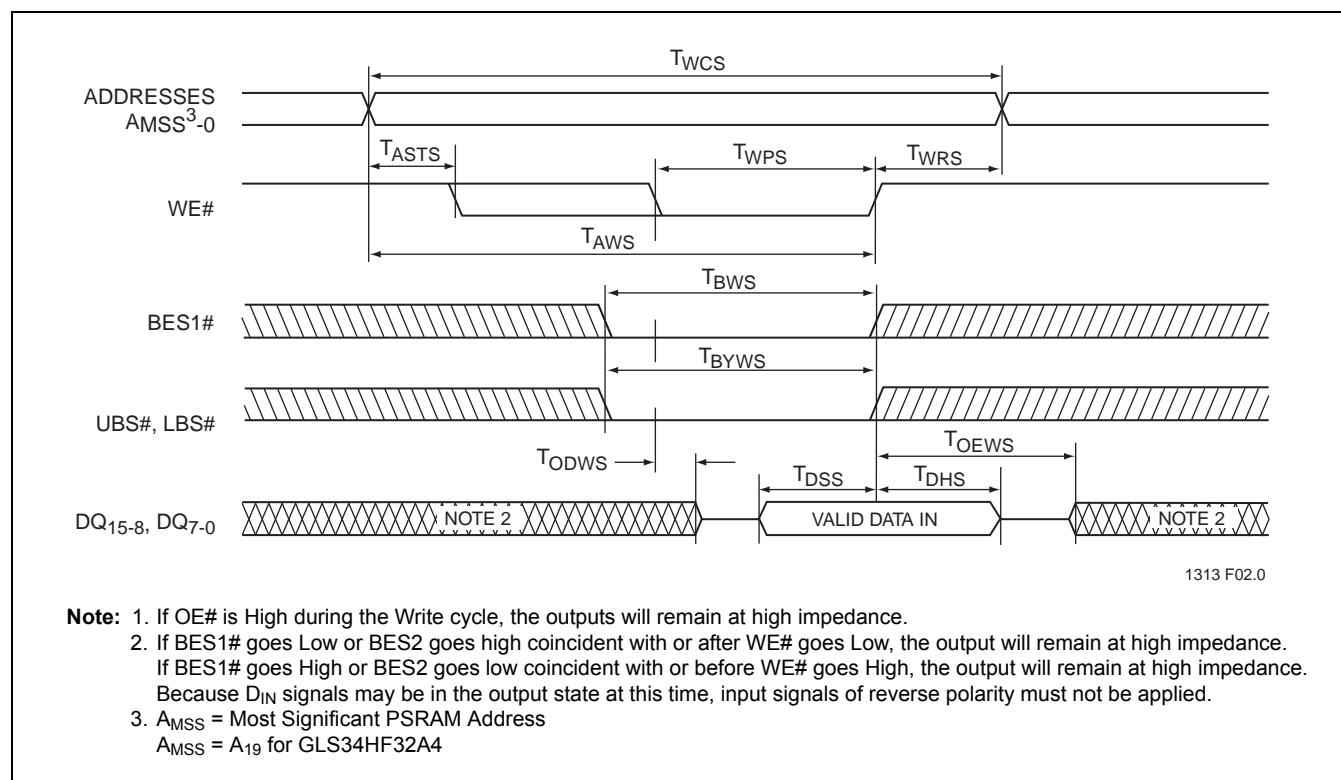 TWCS
ADDRESSES
AMSS3-0
TASTS
TWPS
TWRS
WE#
TAWS
TBWS
BES1#
TBYWS
UBS#, LBS#
TODWS
TOEWS
TDSS
TDHS
DQ15-8, DQ7-0
NOTE 2
VALID DATA IN
NOTE 2
1313 F02.0
Note: 1. If OE# is High during the Write cycle, the outputs will remain at high impedance.
2. If BES1# goes Low or BES2 goes high coincident with or after WE# goes Low, the output will remain at high impedance.
If BES1# goes High or BES2 goes low coincident with or before WE# goes High, the output will remain at high impedance.
Because DIN signals may be in the output state at this time, input signals of reverse polarity must not be applied.
3. AMSS = Most Significant PSRAM Address
AMSS = A19 for GLS34HF32A4